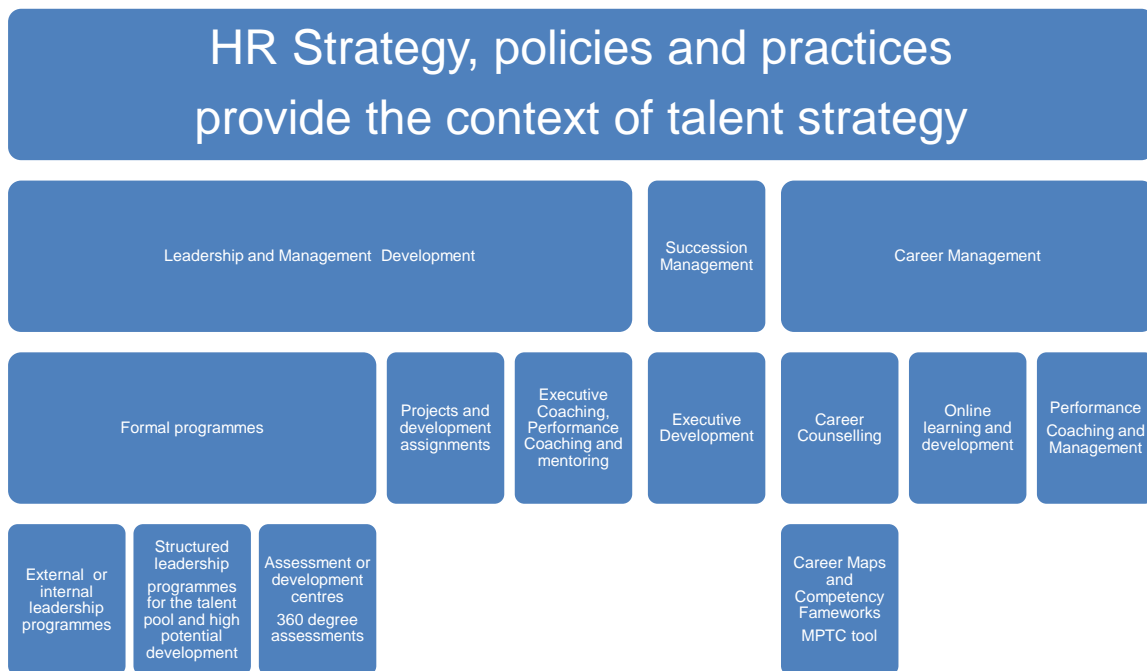 HR Strategy, policies and practices
provide the context of talent strategy
Leadership and Management Development
Succession
Management
Career Management
Formal programmes
Projects and
development
assignments
Executive
Coaching,
Performance
Coaching and
mentoring
Executive
Development
Career
Counselling
Online
learning and
development
Performance
Coaching and
Management
External or
internal
leadership
programmes
Structured
leadership
programmes
for the talent
pool and high
potential
development
Assessment or
development
centres
360 degree
assessments
Career Maps
and
Competency
Fameworks
MPTC tool